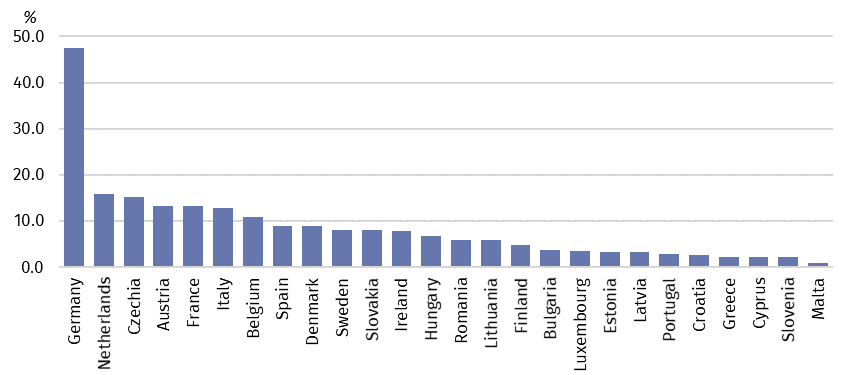 %
50.0
40.0
30.0
20.0
10.0
0.0
Germany
Netherlands
Czechia
Austria
France
Italy
Belgium
Spain
Denmark
Sweden
Slovakia
Ireland
Hungary
Romania
Lithuania
Finland
Bulgaria
Luxembourg
Estonia
Latvia
Portugal
Croatia
Greece
Cyprus
Slovenia
Malta